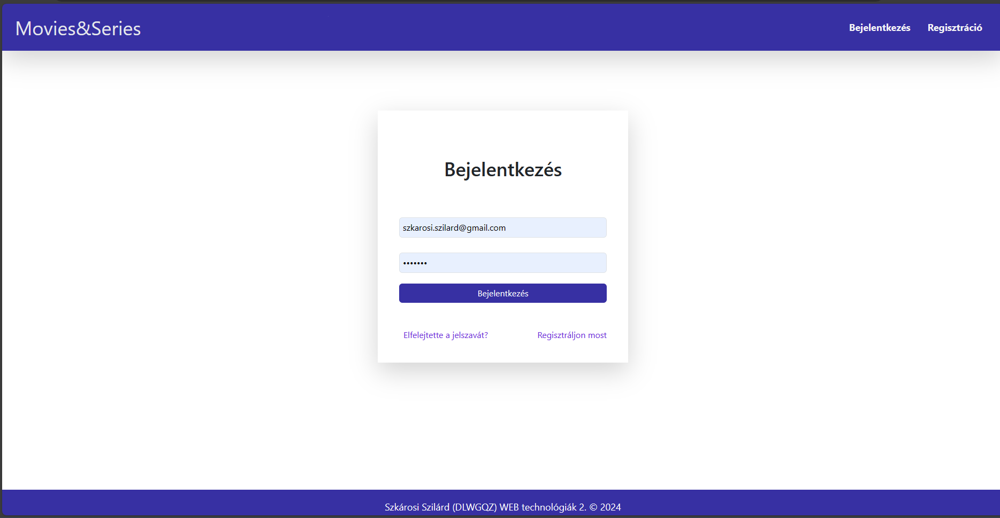 Movies&Series
Bejelentkezés Regisztráció
Bejelentkezés
szkarosi.szilard@gmail.com
•••••••
Bejelentkezés
Elfelejtette a jelszavát? Regisztráljon most
Szkárosi Szilárd (DLWGQZ) WEB technológiák 2. © 2024